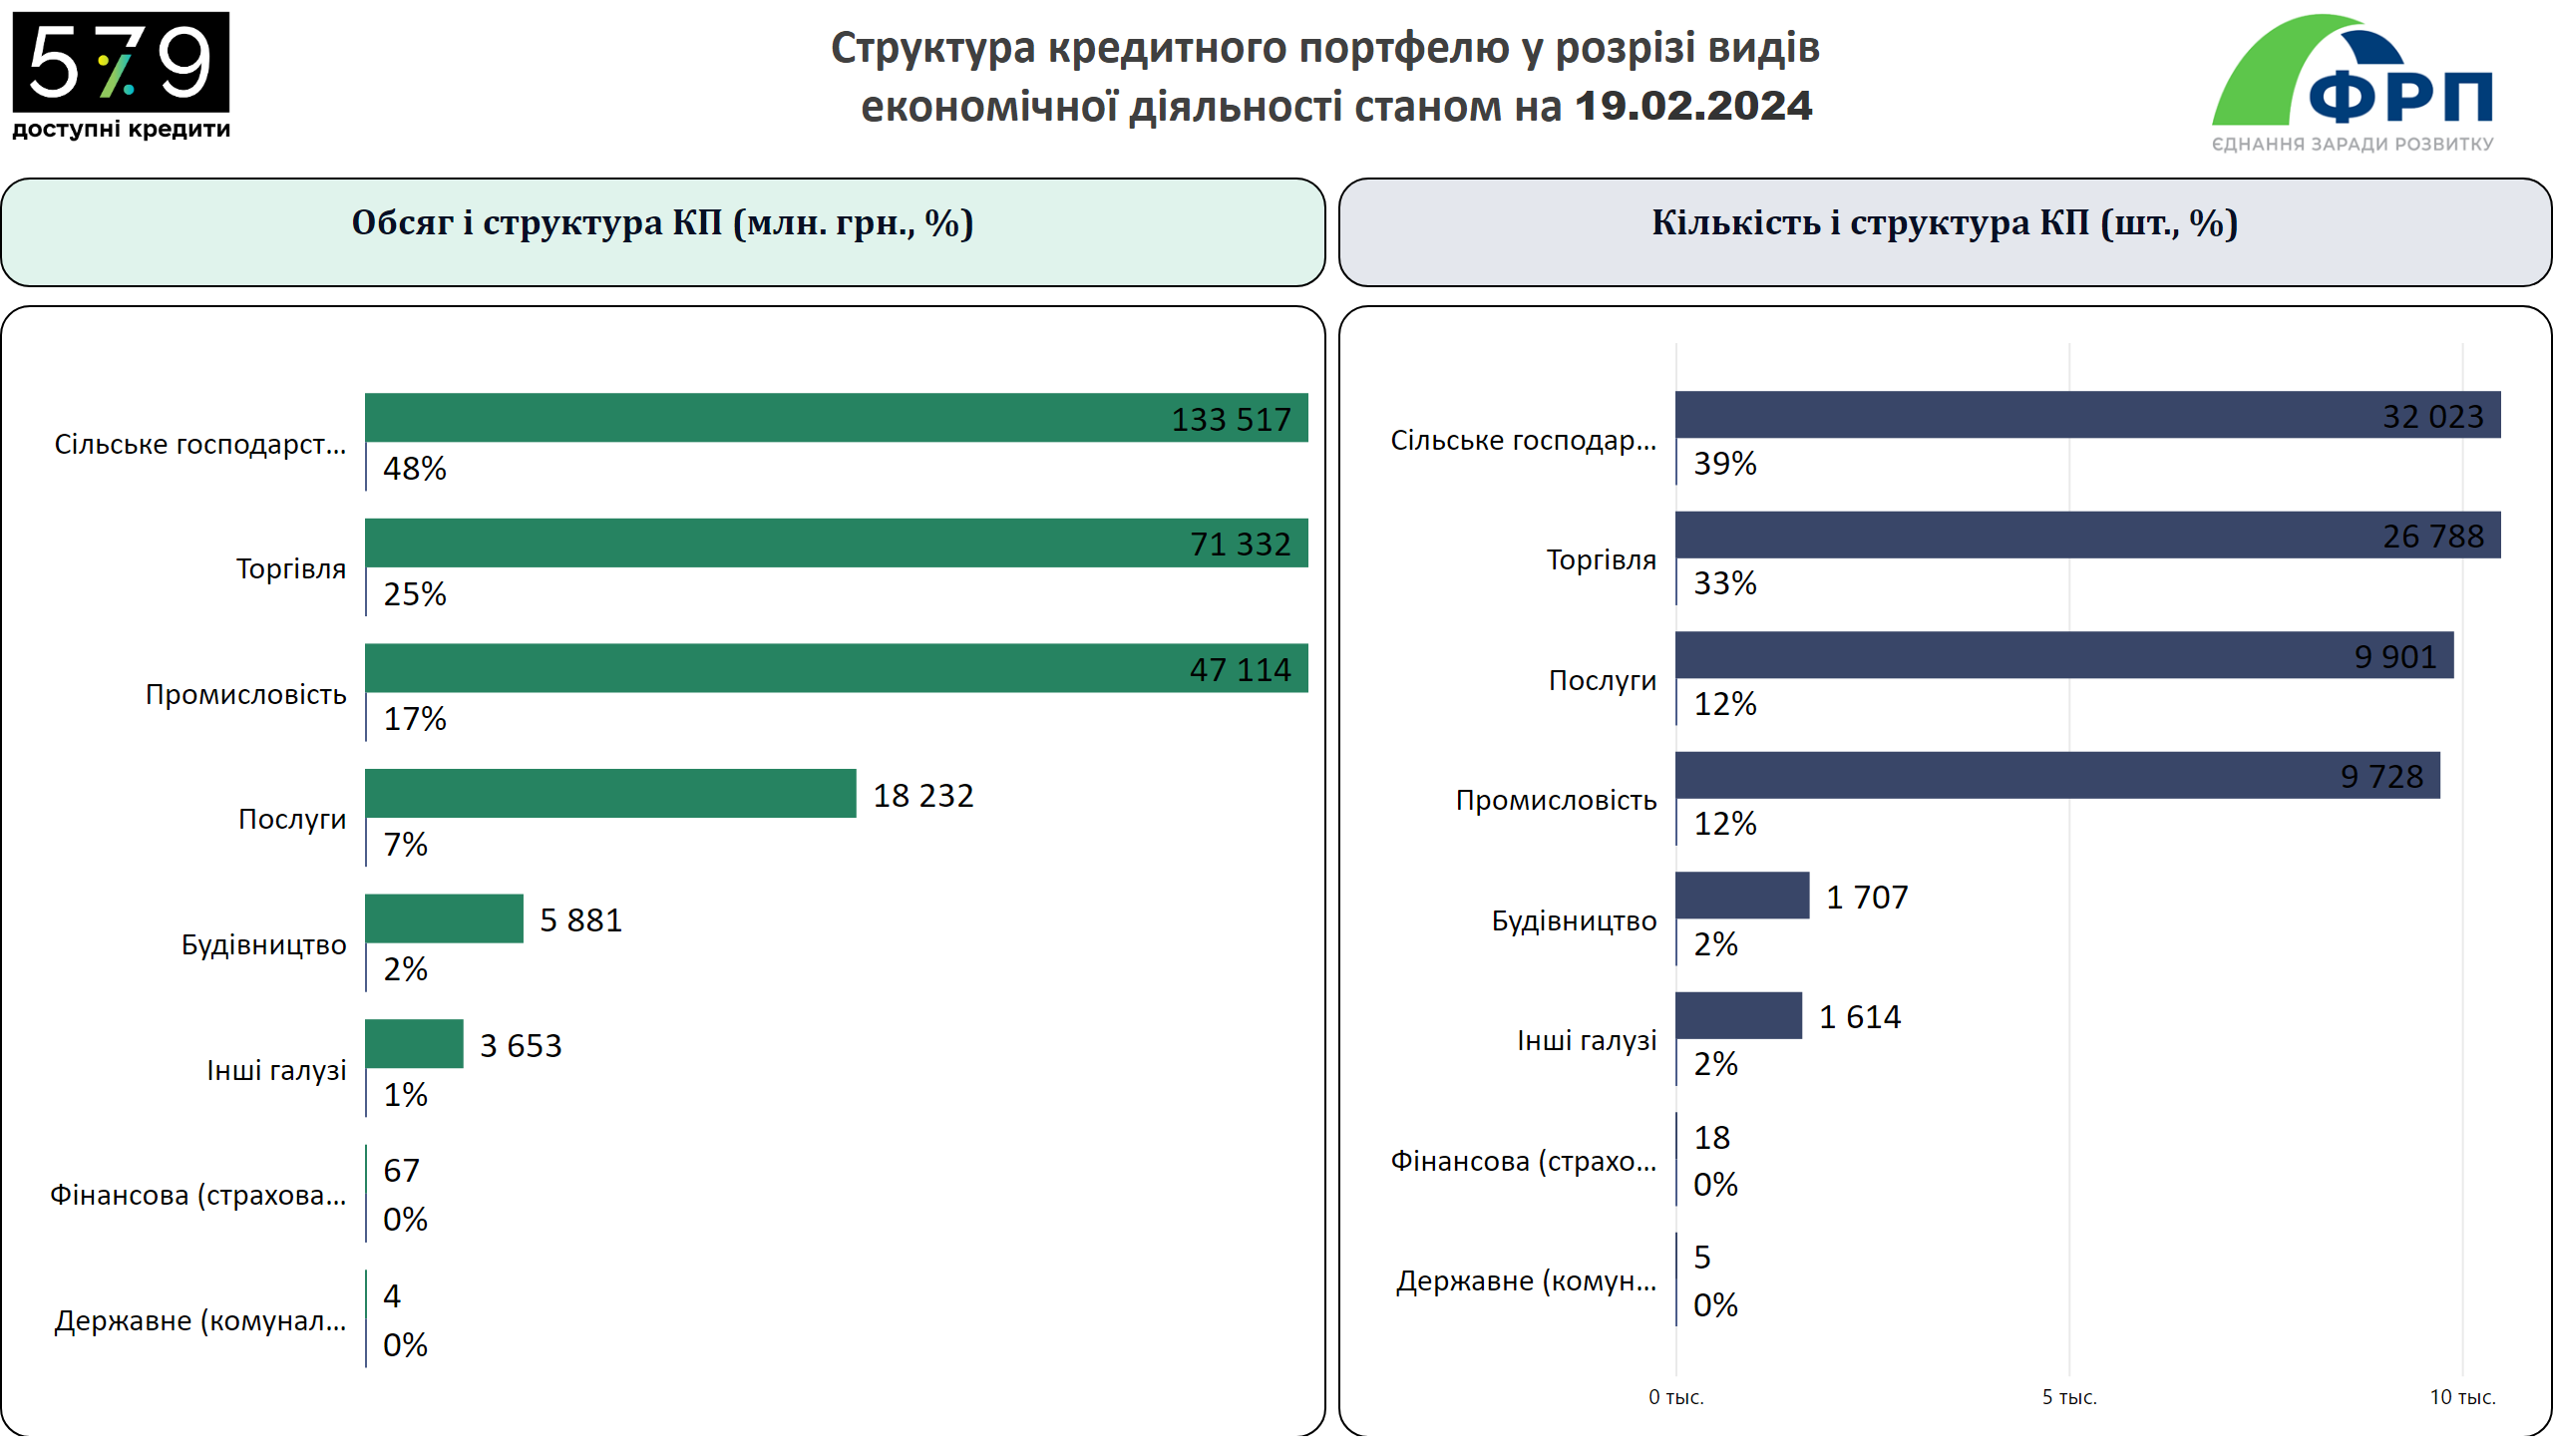 5-7-9
доступні кредити
Структура кредитного портфелю у розрізі видів
економічної діяльності станом на 19.02.2024
ФРП
ЄДНАННЯ ЗАРАДИ РОЗВИТКУ
Обсяг і структура КП (млн. грн., %)
Сільське господарст...
133 517
48%
Торгівля
71 332
25%
Промисловість
47 114
17%
Послуги
18 232
7%
Будівництво
5 881
2%
Інші галузі
3 653
1%
Фінансова (страхова...
67
0%
Державне (комунал...
4
0%
Кількість і структура КП (шт., %)
Сільське господар...
32 023
39%
Торгівля
26 788
33%
Послуги
9 901
12%
Промисловість
9 728
12%
Будівництво
1 707
2%
Інші галузі
1 614
2%
Фінансова (страхо...
18
0%
Державне (комун...
5
0%
0 тыс.
5 тыс.
10 тыс.